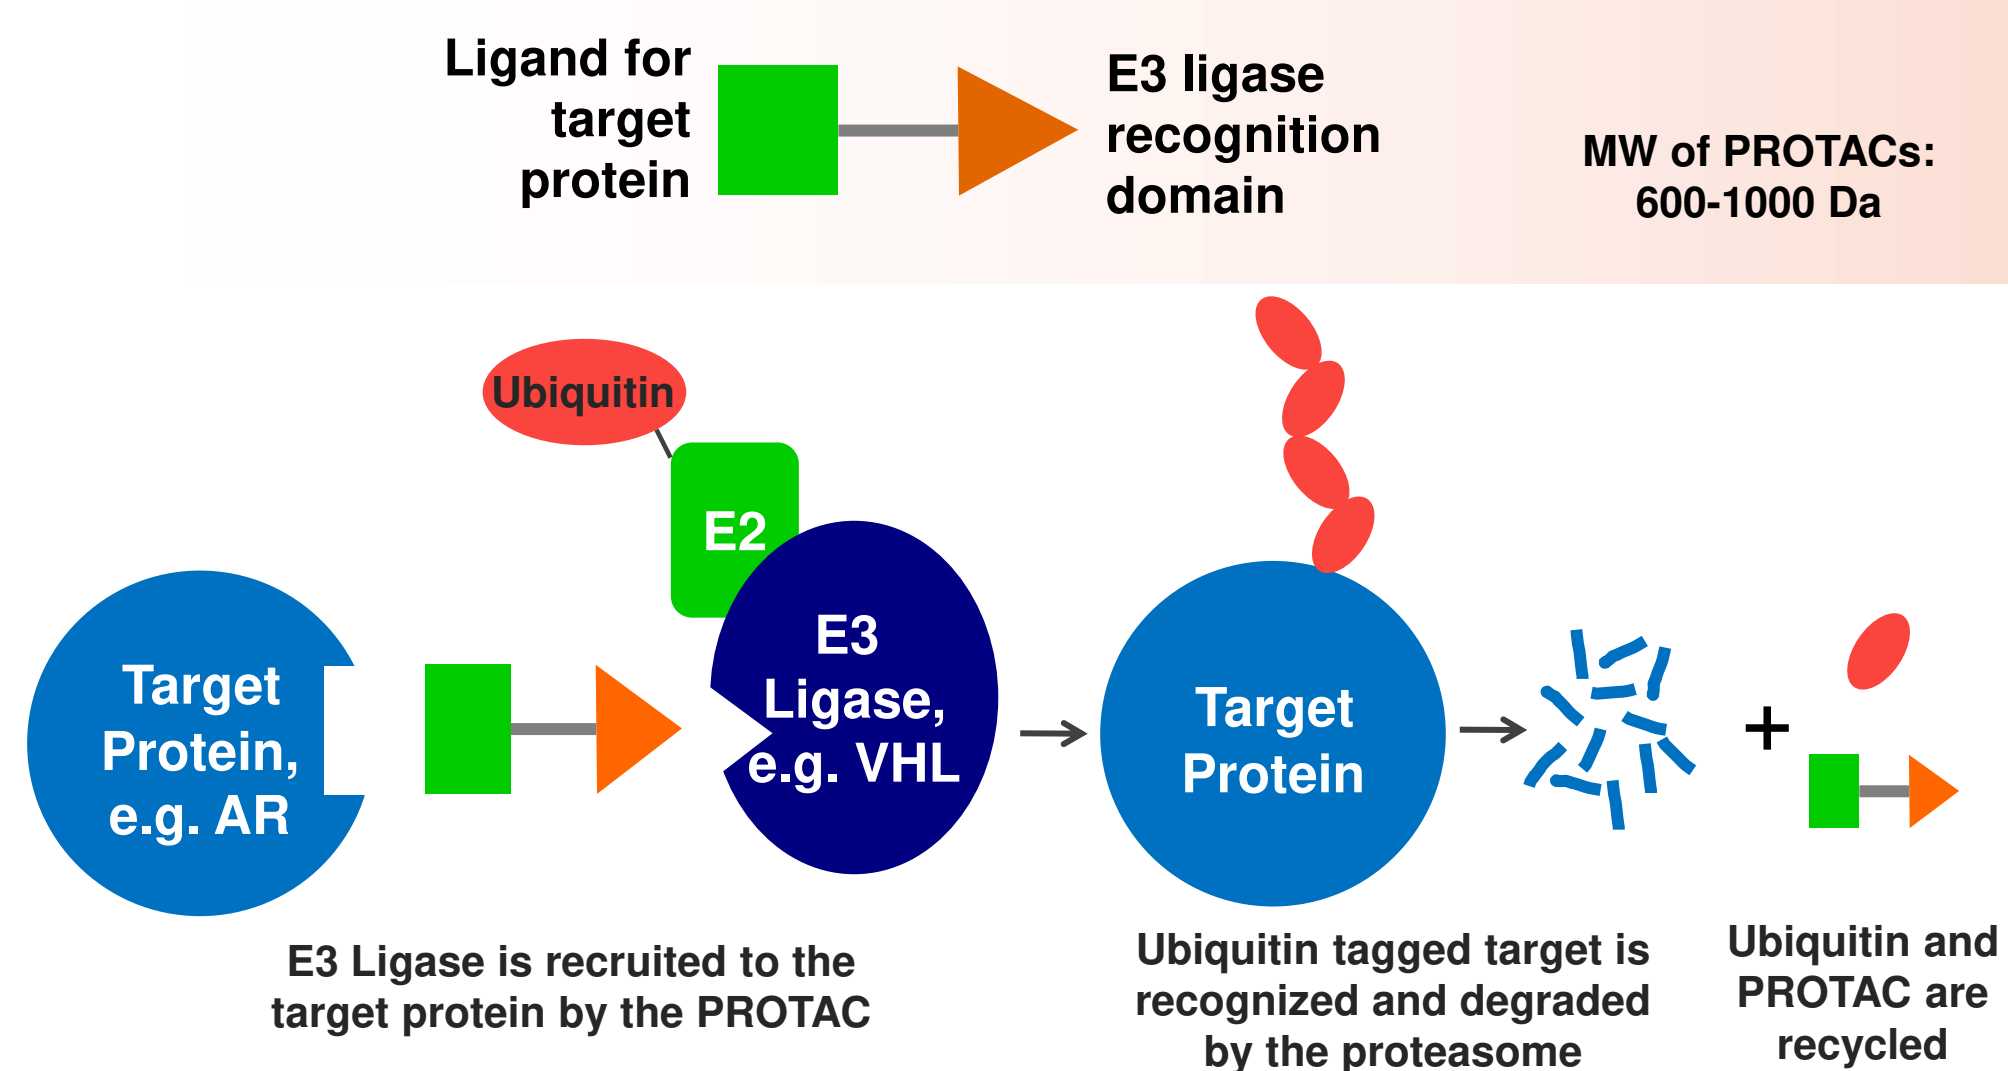 Ligand for
target
protein
E3 ligase
recognition
domain
MW of PROTACs:
600-1000 Da
Ubiquitin
E2
Target
Protein,
e.g. AR
E3
Ligase,
e.g. VHL
Target
Protein
+
E3 Ligase is recruited to the
target protein by the PROTAC
Ubiquitin tagged target is
recognized and degraded
by the proteasome
Ubiquitin and
PROTAC are
recycled